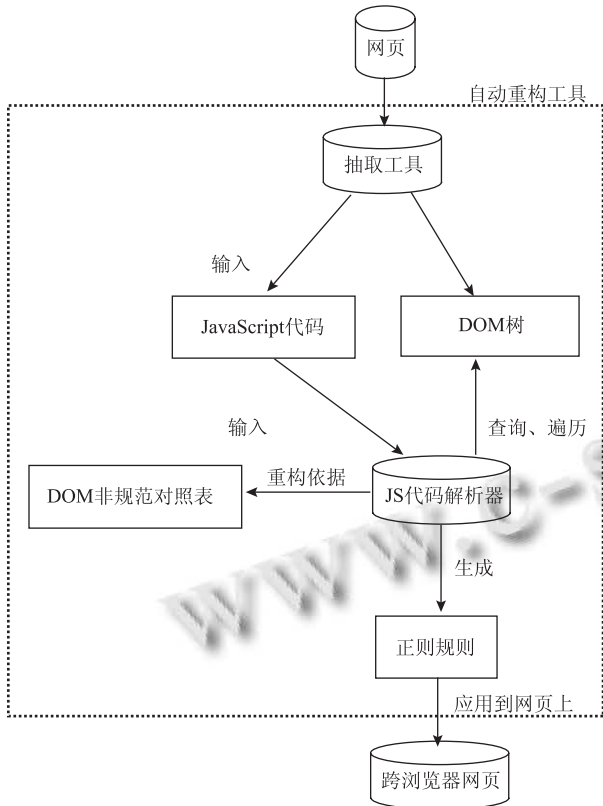 网页
自动重构工具
抽取工具
输入
JavaScript代码
DOM树
输入
查询、遍历
DOM非规范对照表
重构依据
JS代码解析器
生成
正则规则
应用到网页上
跨浏览器网页
www.c-s